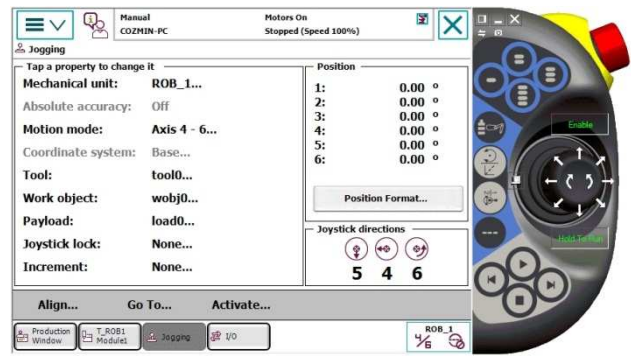 Manual
COZMIN-PC
Motors On
Stopped (Speed 100%)
Jogging
Tap a property to change it
Mechanical unit: ROB_1...
Absolute accuracy: Off
Motion mode: Axis 4 - 6...
Coordinate system: Base...
Tool: tool0...
Work object: wobj0...
Payload: load0...
Joystick lock: None...
Increment: None...
Position
1: 0.00 °
2: 0.00 °
3: 0.00 °
4: 0.00 °
5: 0.00 °
6: 0.00 °
Position Format...
Joystick directions
5 4 6
Align... Go To... Activate...
Production Window
T_ROB1 Module1
Jogging
I/O
ROB_1
4/6
Enable
Hold To Run